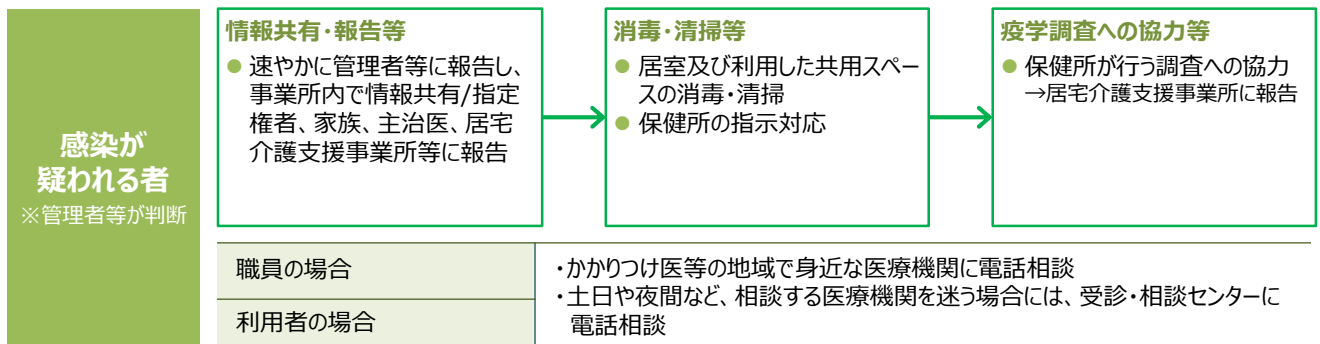 感染が
疑われる者
※管理者等が判断
情報共有・報告等
● 速やかに管理者等に報告し、
事業所内で情報共有/指定
権者、家族、主治医、居宅
介護支援事業所等に報告
消毒・清掃等
● 居室及び利用した共用スペー
スの消毒・清掃
● 保健所の指示対応
疫学調査への協力等
● 保健所が行う調査への協力
→居宅介護支援事業所に報告
職員の場合
利用者の場合
・かかりつけ医等の地域で身近な医療機関に電話相談
・土日や夜間など、相談する医療機関を迷う場合には、受診・相談センターに
電話相談